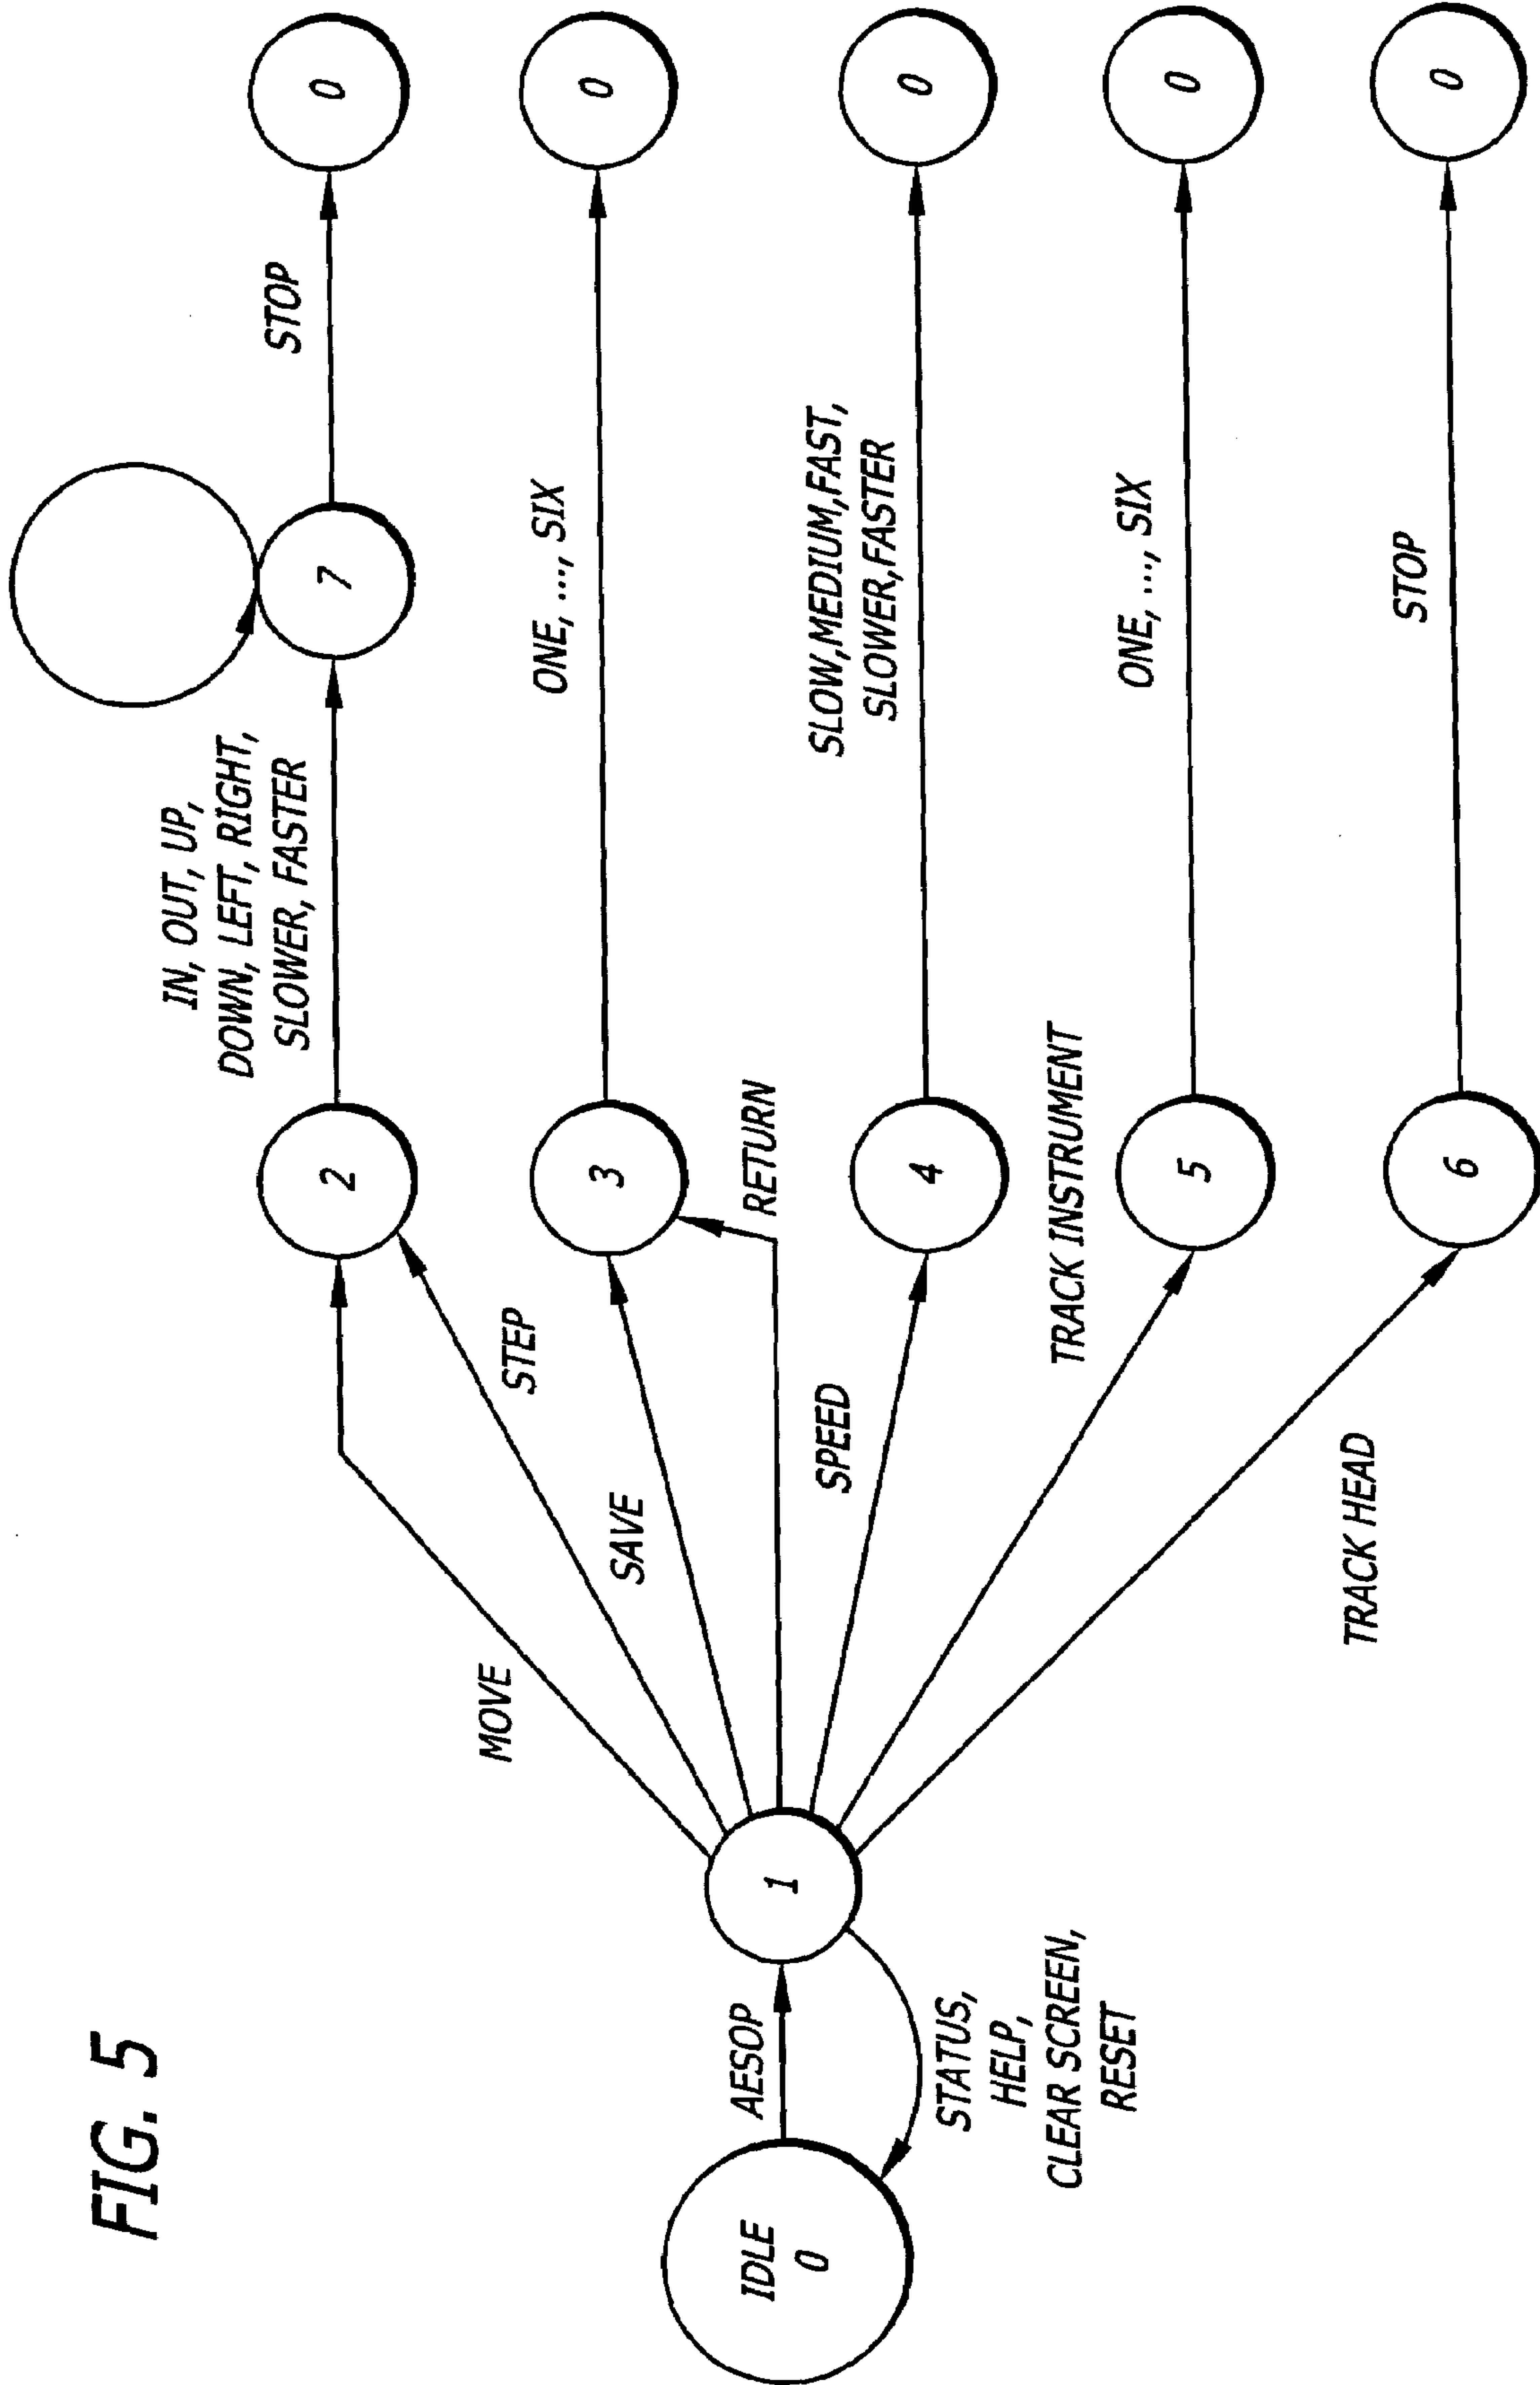 FIG. 5
IDLE
0
AESOP
STATUS,
HELP,
CLEAR SCREEN,
RESET
1
MOVE
STEP
SAVE
RETURN
SPEED
TRACK INSTRUMENT
TRACK HEAD
2
IN, OUT, UP,
DOWN, LEFT, RIGHT,
SLOWER, FASTER
7
STOP
0
3
ONE, ..., SIX
0
4
SLOW,MEDIUM,FAST,
SLOWER,FASTER
0
5
ONE, ..., SIX
0
6
STOP
0